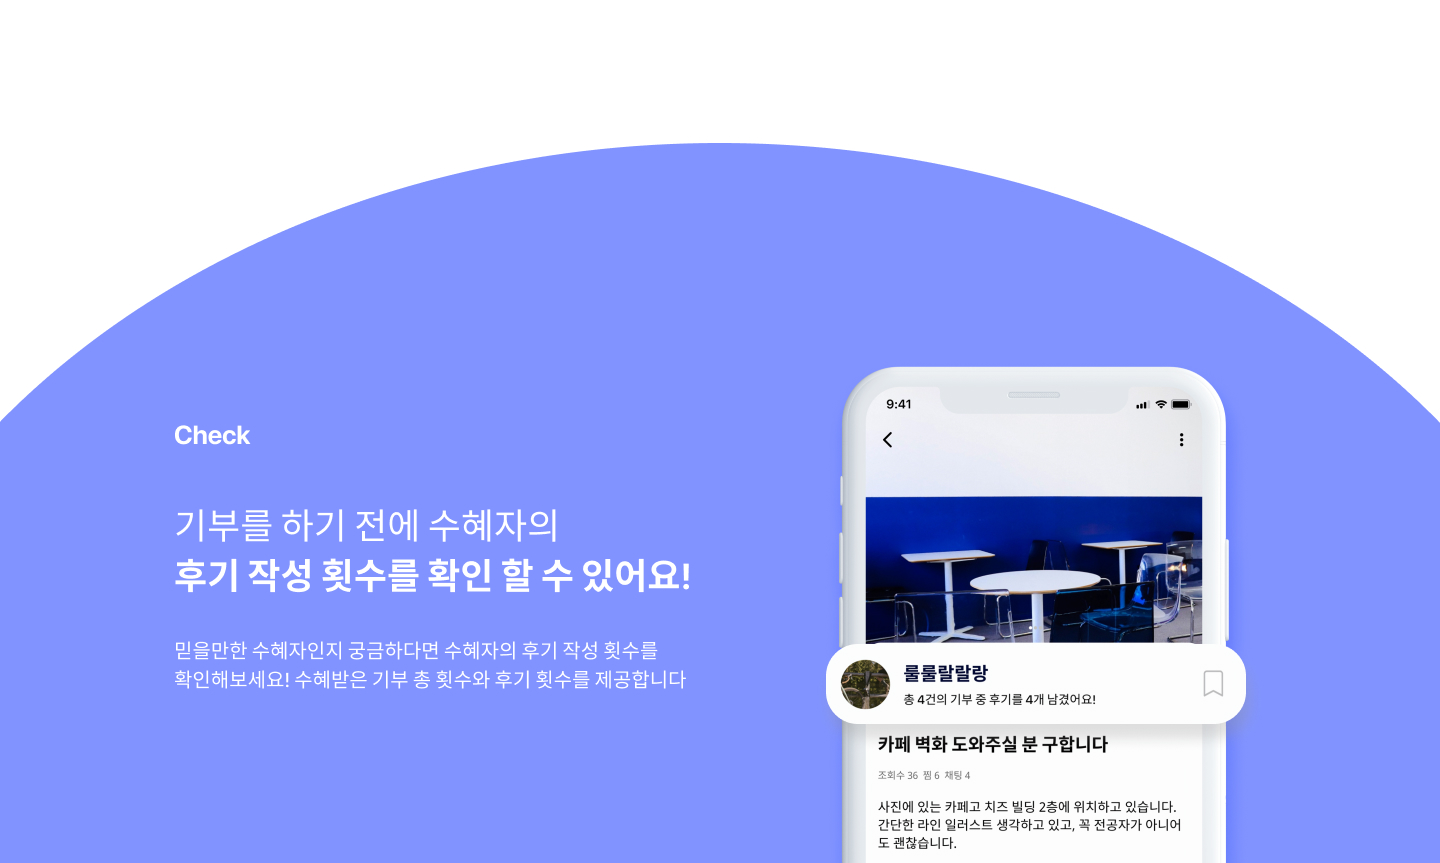 Check
기부를 하기 전에 수혜자의
후기 작성 횟수를 확인 할 수 있어요!
믿을만한 수혜자인지 궁금하다면 수혜자의 후기 작성 횟수를
확인해보세요! 수혜받은 기부 총 횟수와 후기 횟수를 제공합니다
9:41
룰룰랄랄랑
총 4건의 기부 중 후기를 4개 남겼어요!
카페 벽화 도와주실 분 구합니다
조회수 36 찜 6 채팅 4
사진에 있는 카페고 치즈 빌딩 2층에 위치하고 있습니다.
간단한 라인 일러스트 생각하고 있고, 꼭 전공자가 아니어
도 괜찮습니다.